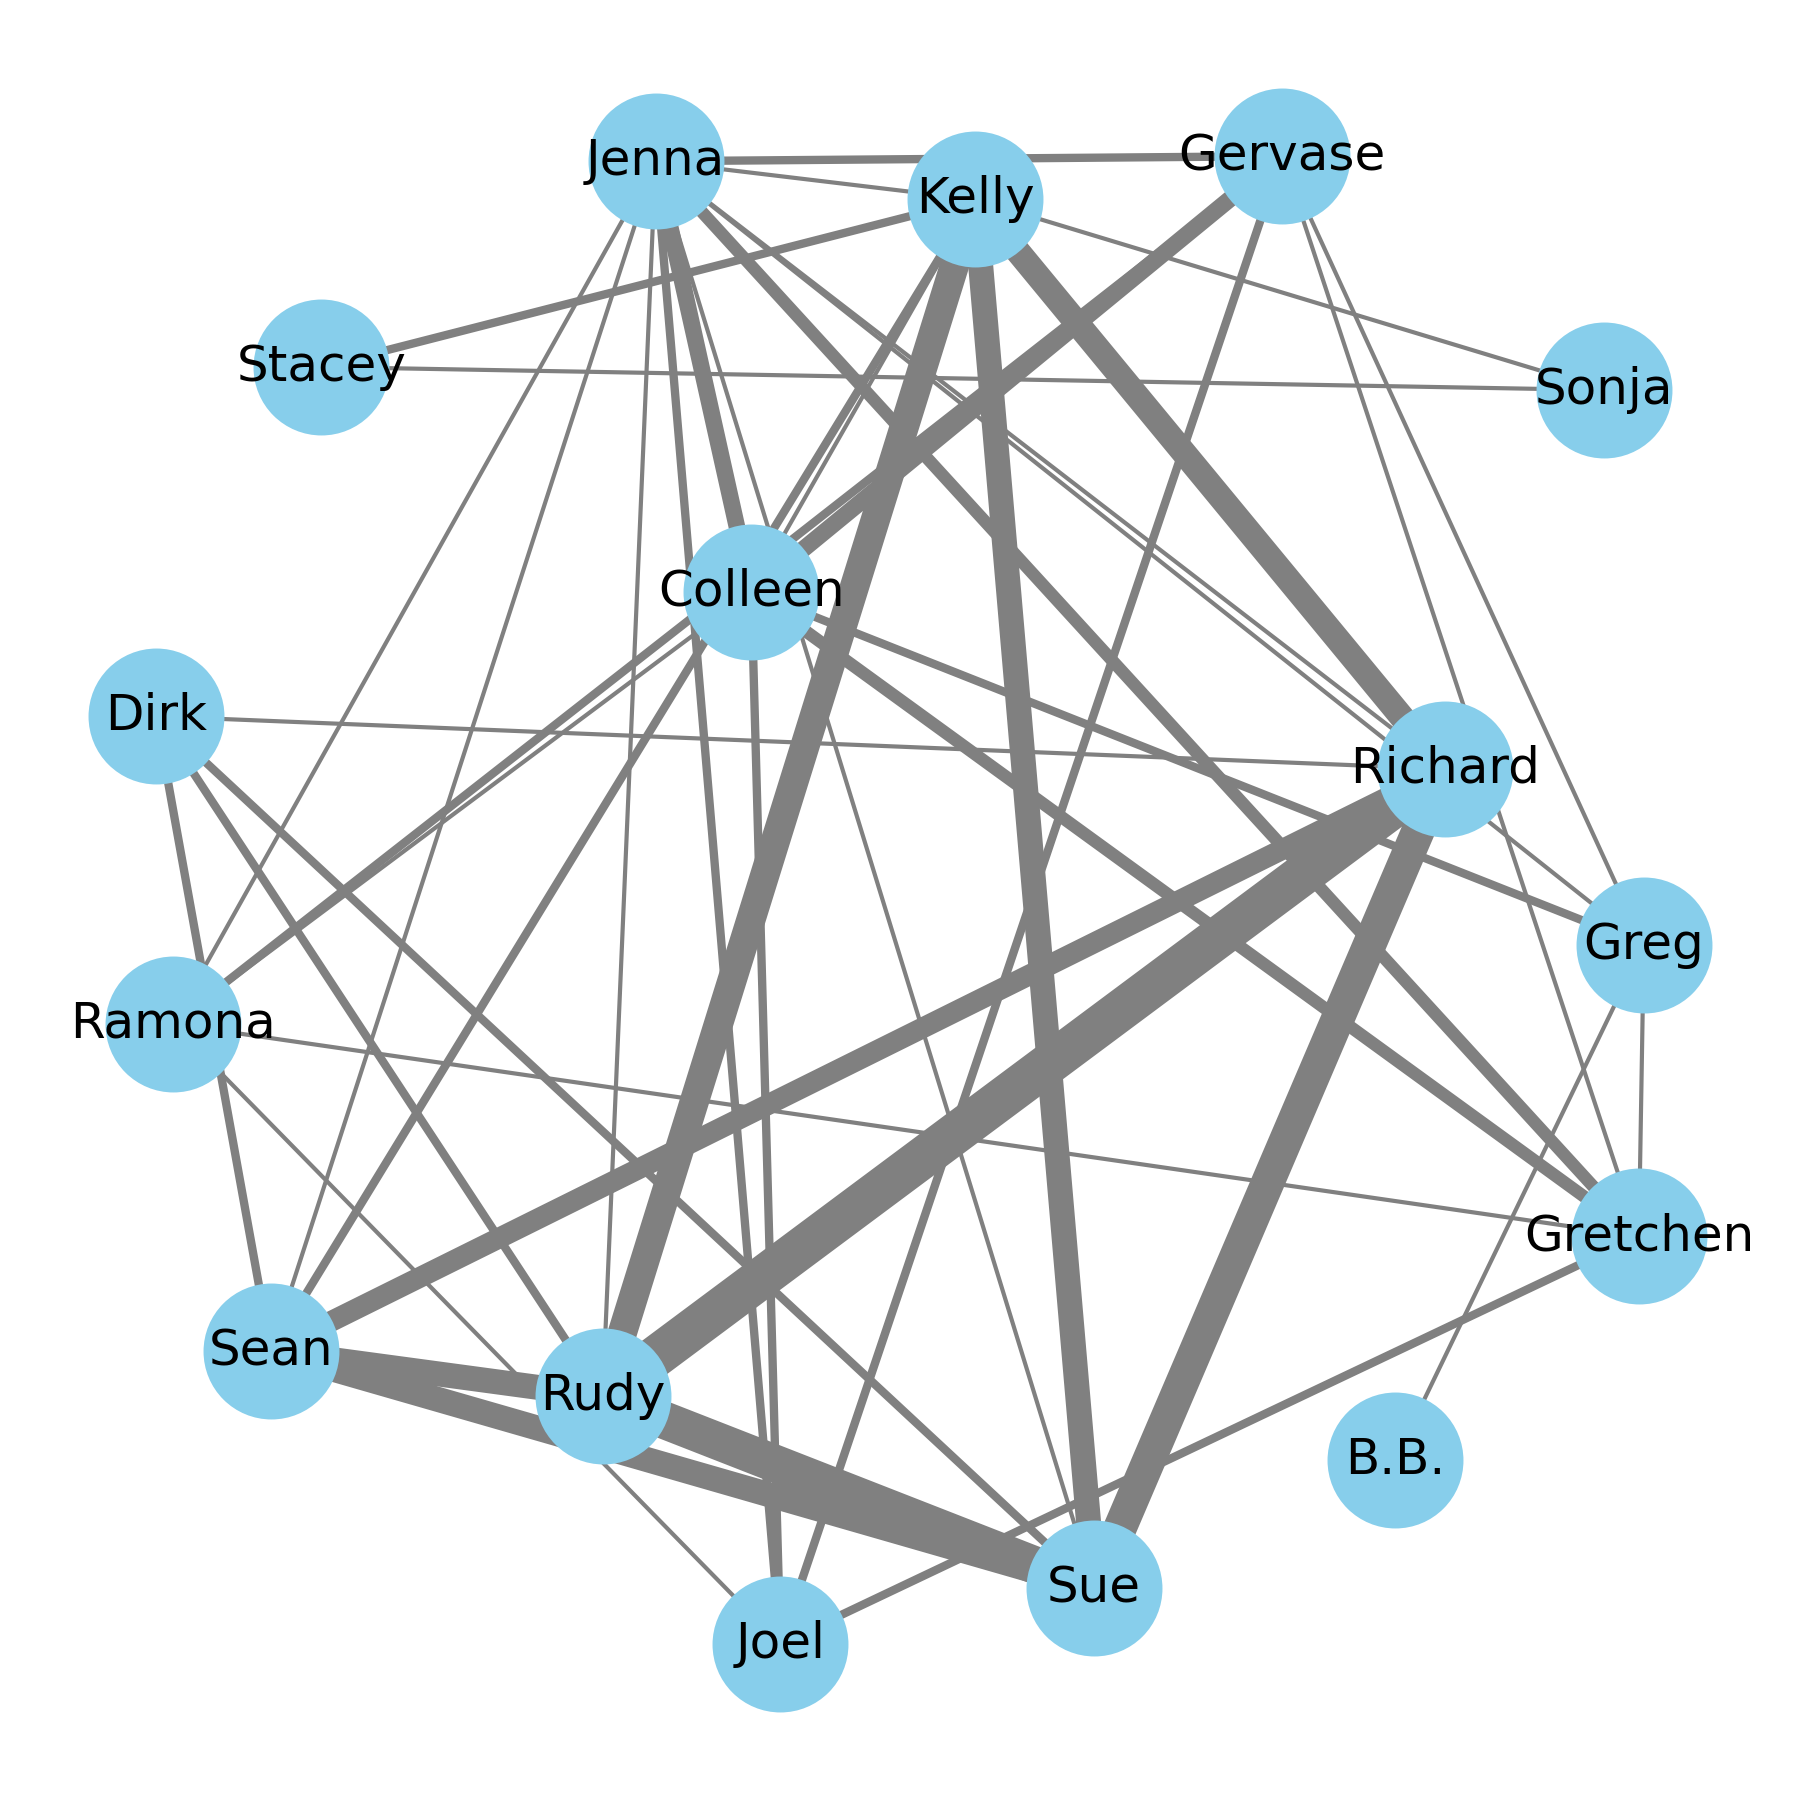 Jenna
Kelly
Gervase
Stacey
Sonja
Colleen
Dirk
Richard
Greg
Ramona
Gretchen
Sean
Rudy
B.B.
Sue
Joel